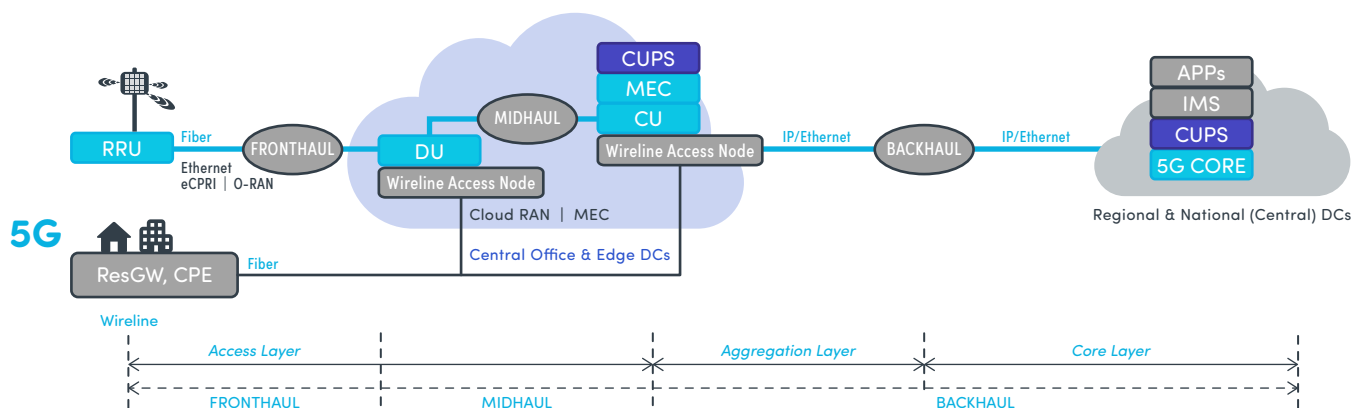 CUPS
MEC
CU
MIDHAUL
APPs
IMS
CUPS
5G CORE
RRU
Fiber
Ethernet
eCPRI | O-RAN
FRONTHAUL
DU
Wireline Access Node
Wireline Access Node
IP/Ethernet
BACKHAUL
IP/Ethernet
Cloud RAN | MEC
Regional & National (Central) DCs
5G
Central Office & Edge DCs
ResGW, CPE
Fiber
Wireline
Access Layer
Aggregation Layer
Core Layer
FRONTHAUL
MIDHAUL
BACKHAUL